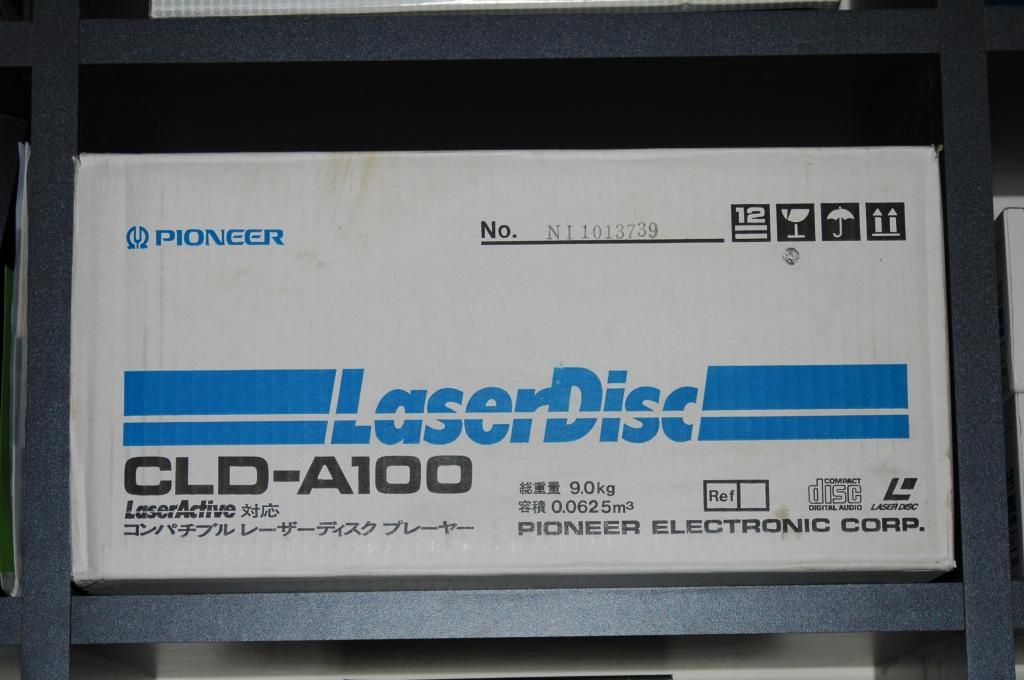 PIONEER
No. NI1013739
12
LaserDisc
CLD-A100
LaserActive 対応
コンパチブル レーザーディスク プレーヤー
総重量 9.0kg
容積 0.0625m³
PIONEER ELECTRONIC CORP.
Ref
COMPACT
disc
DIGITAL AUDIO
LASER DISC